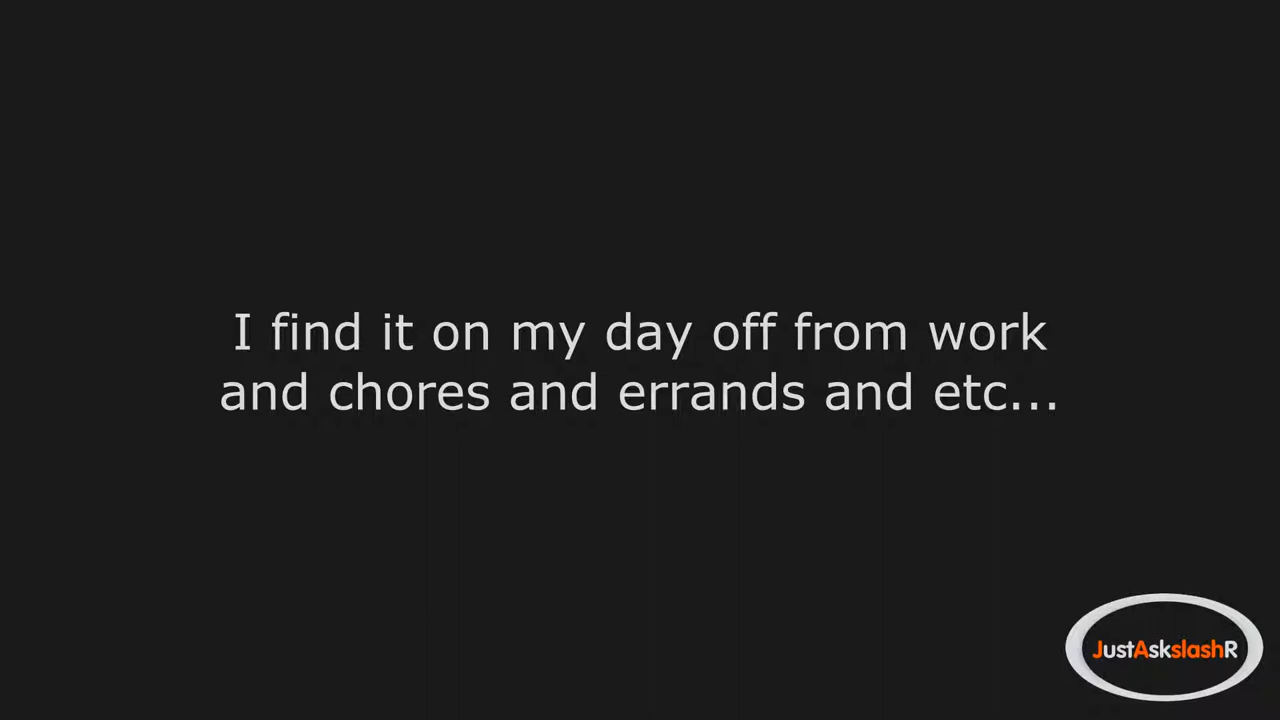 I find it on my day off from work
and chores and errands and etc...
JustAskslashR